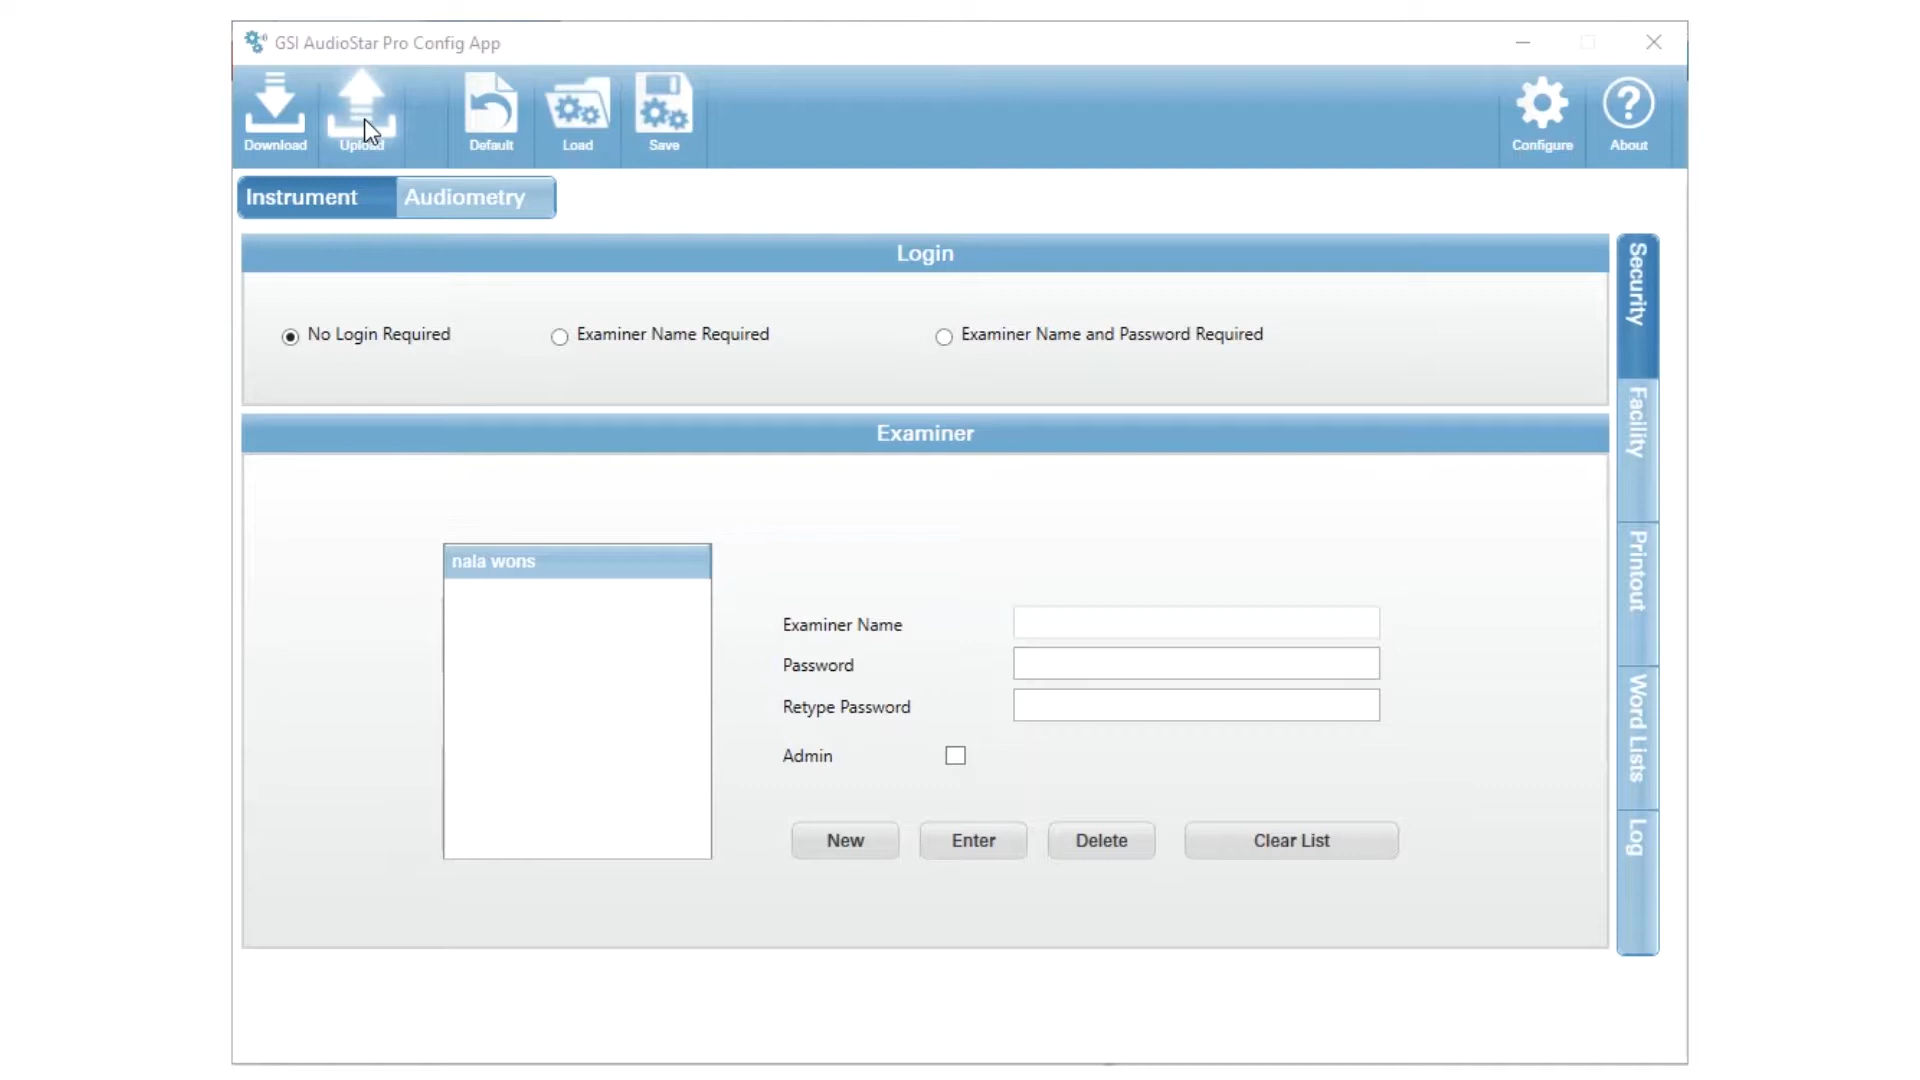 GSI AudioStar Pro Config App
Download
Upload
Default
Load
Save
Configure
About
Instrument
Audiometry
Login
No Login Required
Examiner Name Required
Examiner Name and Password Required
Examiner
nala wons
Examiner Name
Password
Retype Password
Admin
New
Enter
Delete
Clear List
Security
Facility
Printout
Word Lists
Log